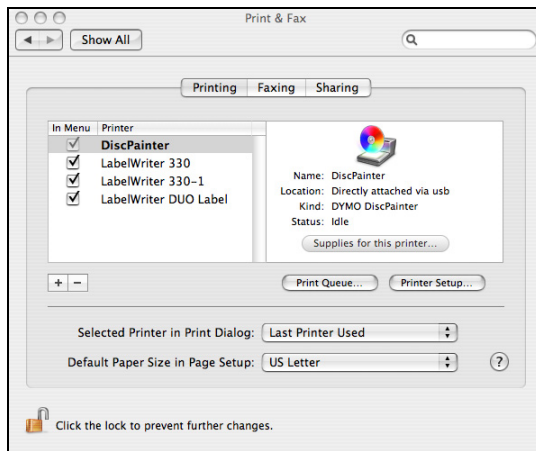 Print & Fax
Show All
Printing Faxing Sharing
In Menu Printer
DiscPainter
LabelWriter 330
LabelWriter 330-1
LabelWriter DUO Label
Name: DiscPainter
Location: Directly attached via usb
Kind: DYMO DiscPainter
Status: Idle
Supplies for this printer...
+ −
Print Queue... Printer Setup...
Selected Printer in Print Dialog: Last Printer Used
Default Paper Size in Page Setup: US Letter
?
Click the lock to prevent further changes.